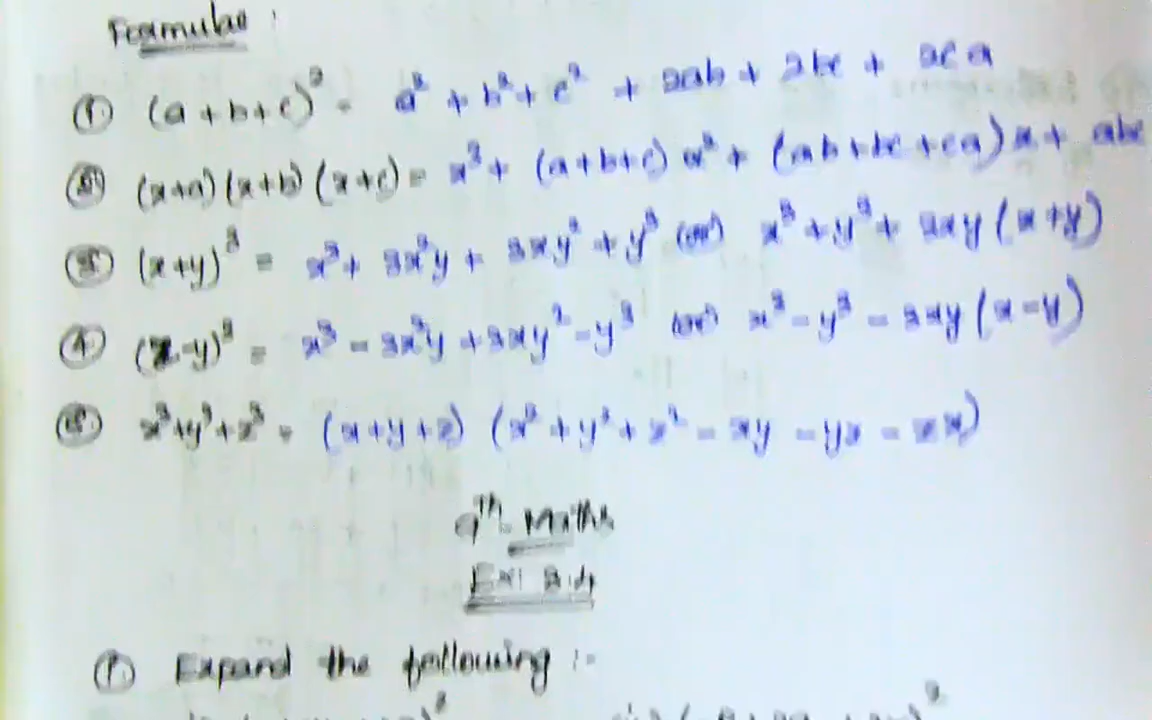 Formulae :
① (a+b+c)² = a² + b² + c² + 2ab + 2bc + 2ca
② (x+a)(x+b)(x+c) = x³ + (a+b+c)x² + (ab+bc+ca)x + abc
③ (x+y)³ = x³ + 3x²y + 3xy² + y³ (or) x³ + y³ + 3xy(x+y)
④ (x-y)³ = x³ - 3x²y + 3xy² - y³ (or) x³ - y³ - 3xy(x-y)
⑤ x³+y³+z³ = (x+y+z) (x²+y²+z² - xy - yz - zx)
9th Maths
Ex: 3.4
①. Expand the following :-